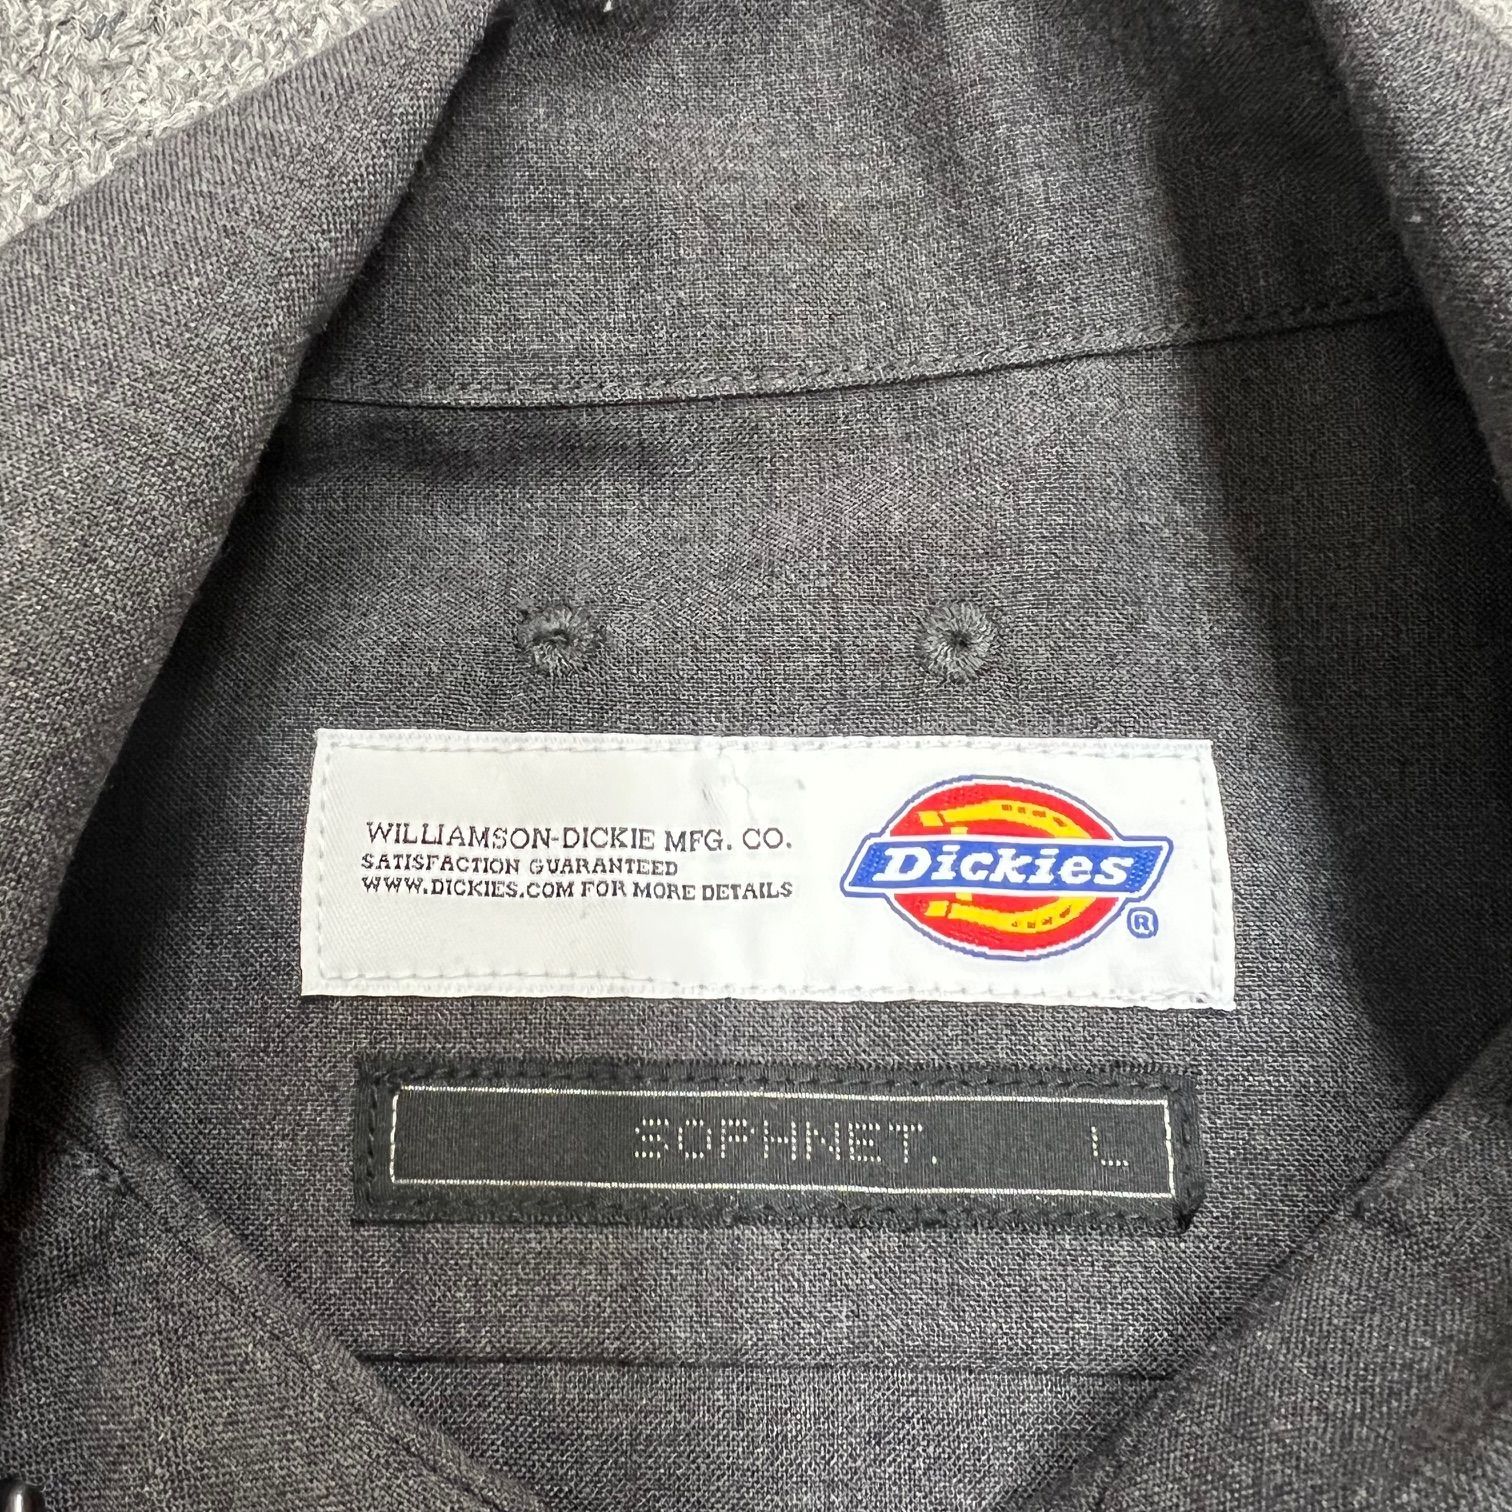 WILLIAMSON-DICKIE MFG. CO.
SATISFACTION GUARANTEED
WWW.DICKIES.COM FOR MORE DETAILS
Dickies
®
SOPHNET. L